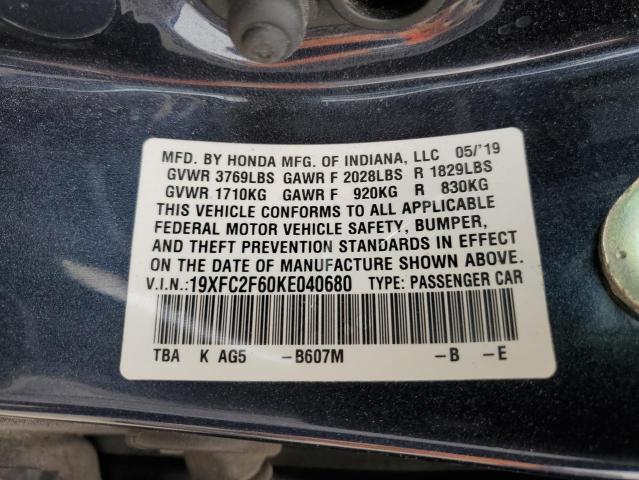 MFD. BY HONDA MFG. OF INDIANA, LLC 05/'19
GVWR 3769LBS GAWR F 2028LBS R 1829LBS
GVWR 1710KG GAWR F 920KG R 830KG
THIS VEHICLE CONFORMS TO ALL APPLICABLE
FEDERAL MOTOR VEHICLE SAFETY, BUMPER,
AND THEFT PREVENTION STANDARDS IN EFFECT
ON THE DATE OF MANUFACTURE SHOWN ABOVE.
V.I.N.:19XFC2F60KE040680 TYPE: PASSENGER CAR
TBA K AG5 -B607M -B -E